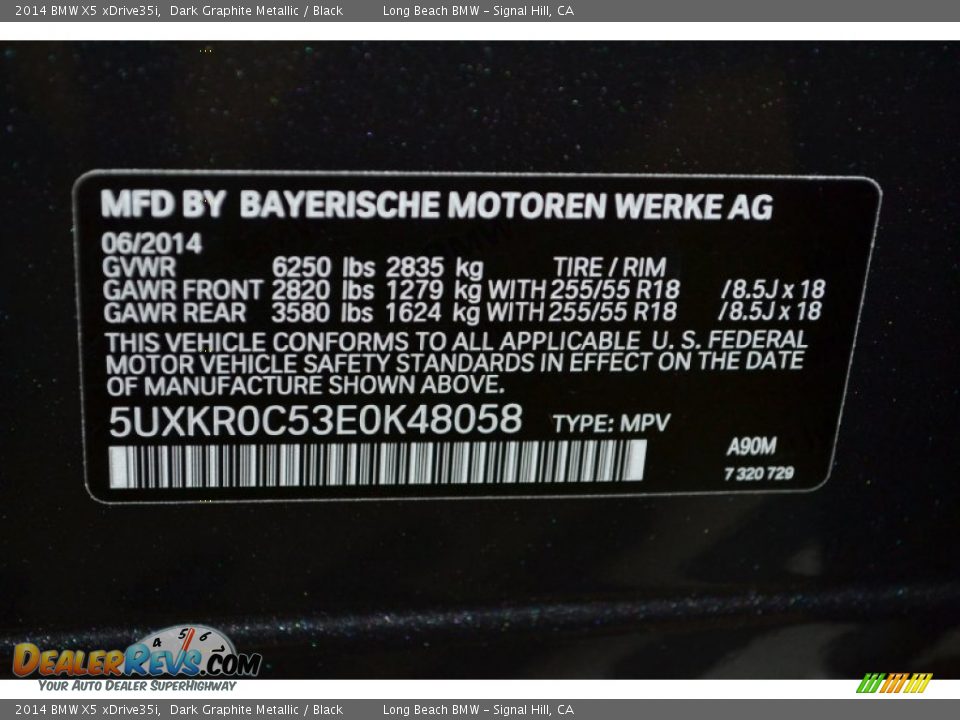 2014 BMW X5 xDrive35i, Dark Graphite Metallic / Black Long Beach BMW - Signal Hill, CA
MFD BY BAYERISCHE MOTOREN WERKE AG
06/2014
GVWR 6250 lbs 2835 kg TIRE / RIM
GAWR FRONT 2820 lbs 1279 kg WITH 255/55 R18 /8.5J x 18
GAWR REAR 3580 lbs 1624 kg WITH 255/55 R18 /8.5J x 18
THIS VEHICLE CONFORMS TO ALL APPLICABLE U. S. FEDERAL
MOTOR VEHICLE SAFETY STANDARDS IN EFFECT ON THE DATE
OF MANUFACTURE SHOWN ABOVE.
5UXKR0C53E0K48058 TYPE: MPV
A90M
7 320 729
4 5 6
DEALERREVS.COM
YOUR AUTO DEALER SUPERHIGHWAY
2014 BMW X5 xDrive35i, Dark Graphite Metallic / Black Long Beach BMW - Signal Hill, CA